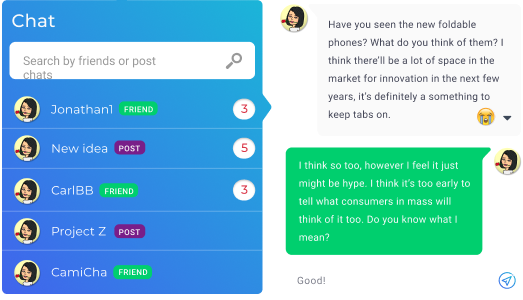 Chat
Search by friends or post
chats
Jonathan1 FRIEND 3
New idea POST 5
CarlBB FRIEND 3
Project Z POST
CamiCha FRIEND
Have you seen the new foldable
phones? What do you think of them? I
think there'll be a lot of space in the
market for innovation in the next few
years, it's definitely a something to
keep tabs on.
I think so too, however I feel it just
might be hype. I think it's too early to
tell what consumers in mass will
think of it too. Do you know what I
mean?
Good!